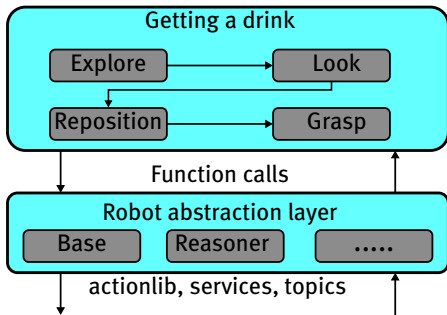 Getting a drink
Explore Look
Reposition Grasp
Function calls
Robot abstraction layer
Base Reasoner .....
actionlib, services, topics